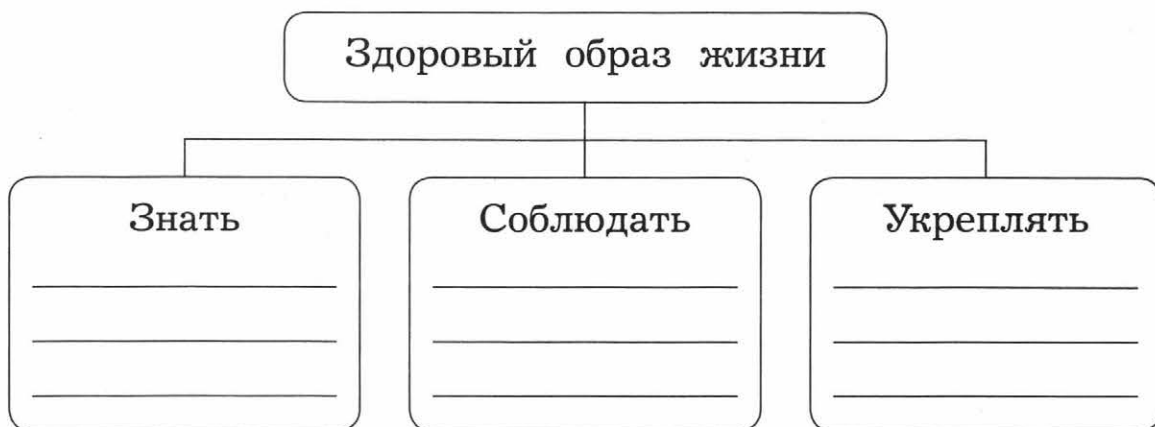 Здоровый образ жизни
Знать
Соблюдать
Укреплять